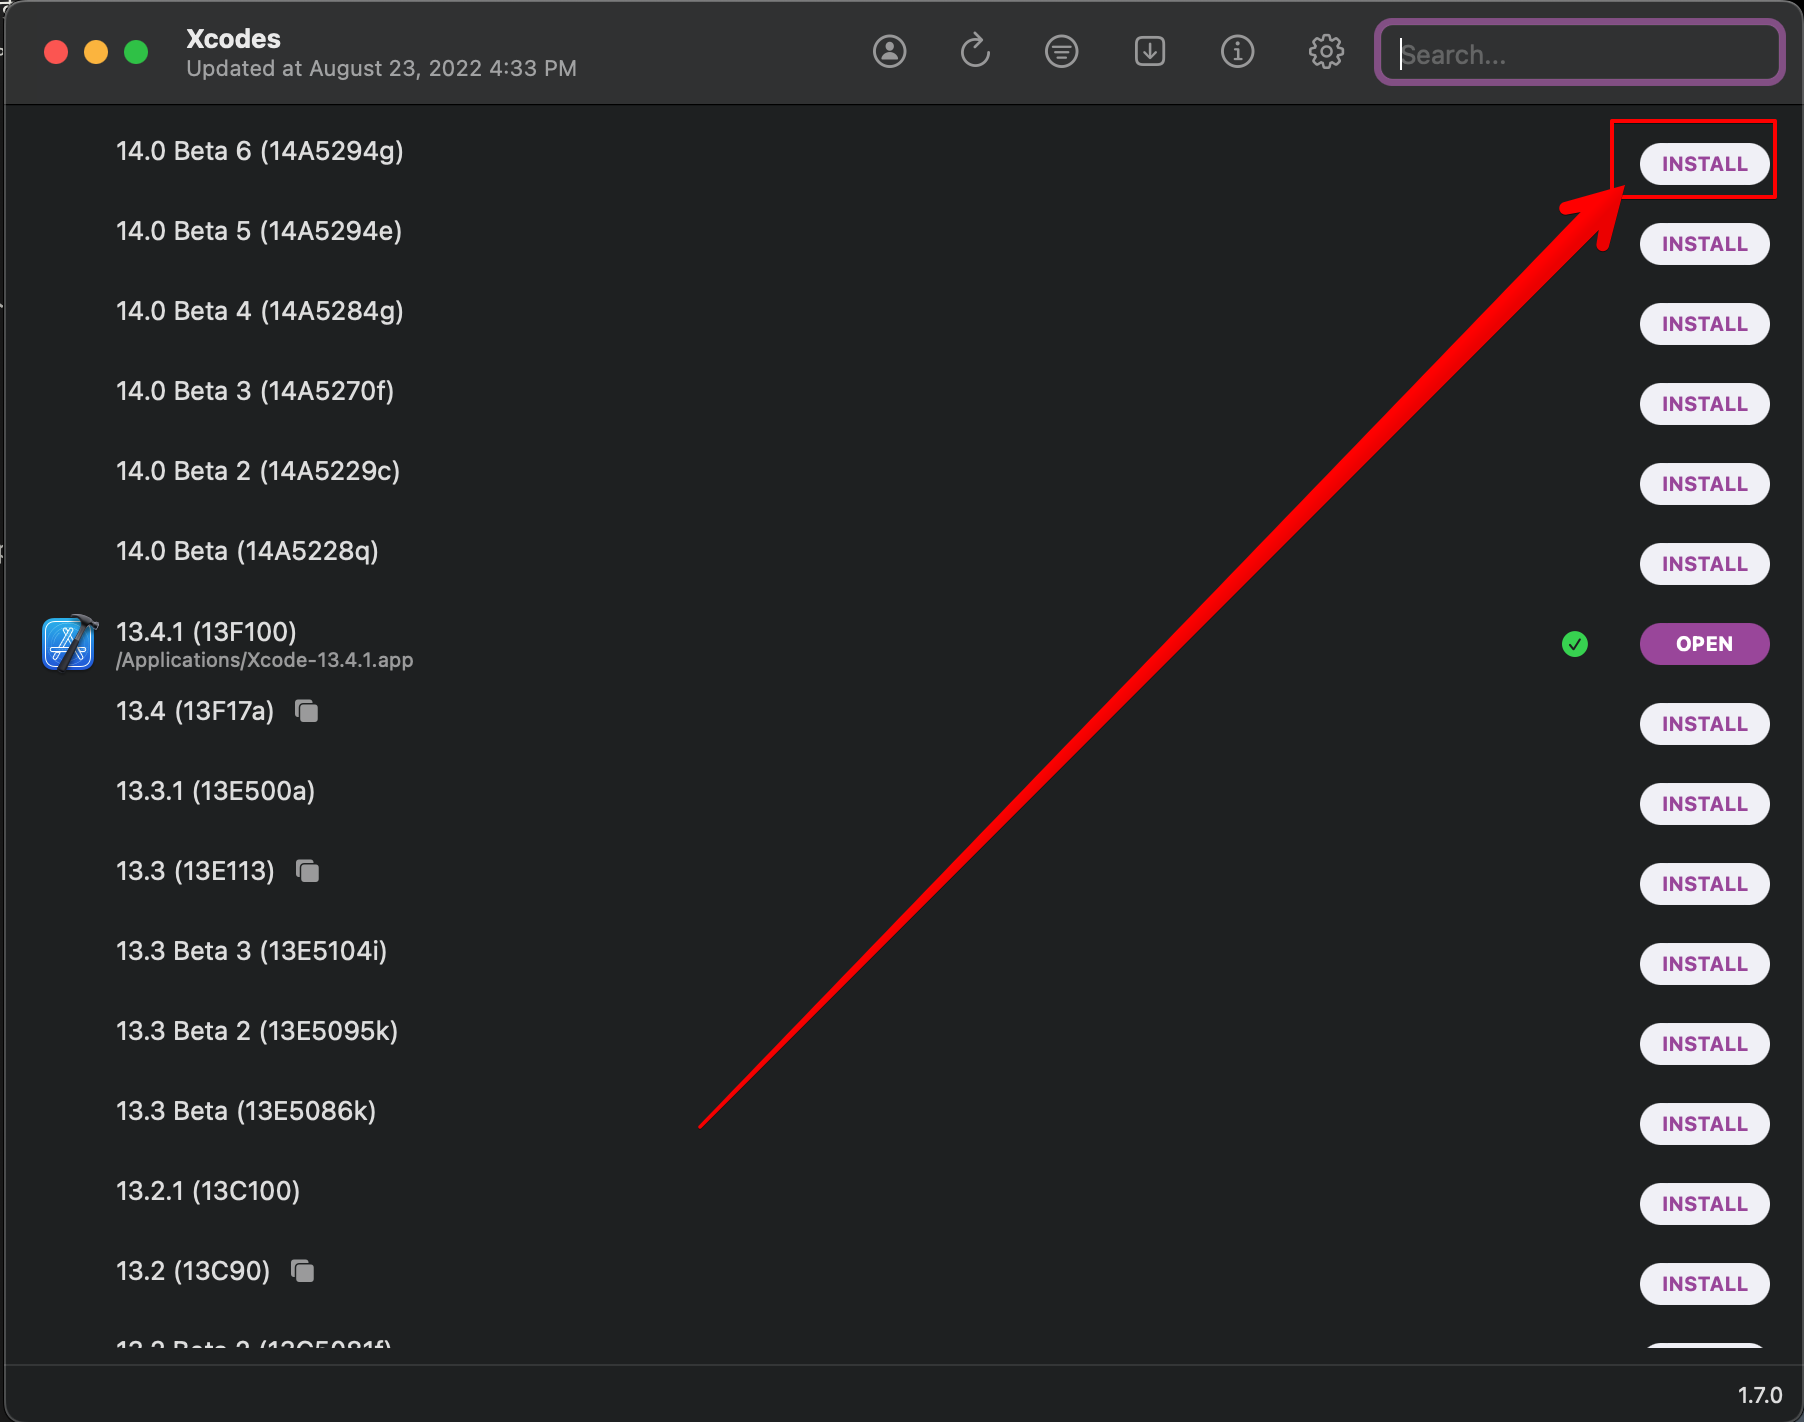 Xcodes
Updated at August 23, 2022 4:33 PM
Search...
14.0 Beta 6 (14A5294g)
INSTALL
14.0 Beta 5 (14A5294e)
INSTALL
14.0 Beta 4 (14A5284g)
INSTALL
14.0 Beta 3 (14A5270f)
INSTALL
14.0 Beta 2 (14A5229c)
INSTALL
14.0 Beta (14A5228q)
INSTALL
13.4.1 (13F100)
/Applications/Xcode-13.4.1.app
OPEN
13.4 (13F17a)
INSTALL
13.3.1 (13E500a)
INSTALL
13.3 (13E113)
INSTALL
13.3 Beta 3 (13E5104i)
INSTALL
13.3 Beta 2 (13E5095k)
INSTALL
13.3 Beta (13E5086k)
INSTALL
13.2.1 (13C100)
INSTALL
13.2 (13C90)
INSTALL
13.2 Beta 2 (13C5081f)
1.7.0